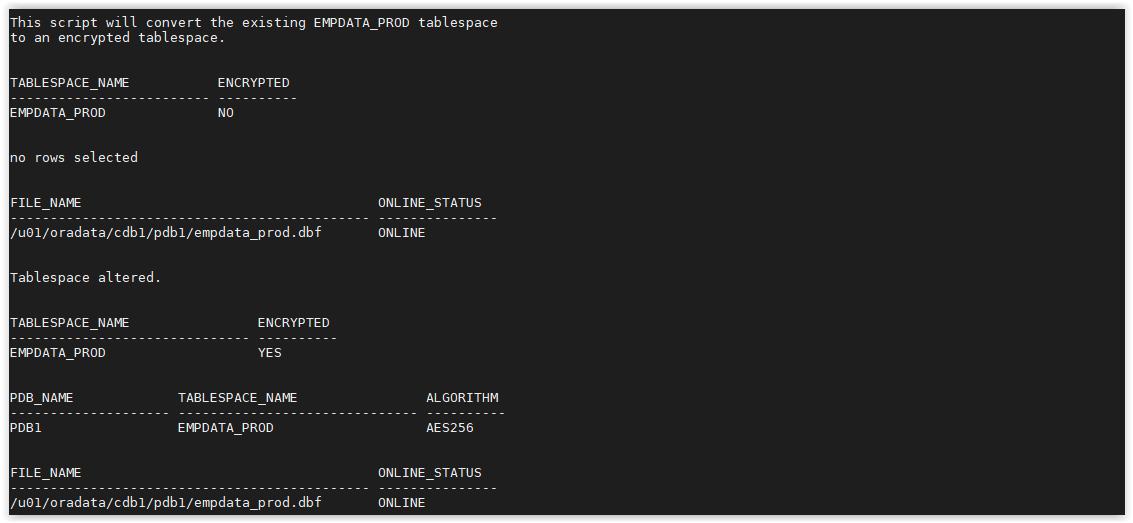 This script will convert the existing EMPDATA_PROD tablespace
to an encrypted tablespace.
TABLESPACE_NAME           ENCRYPTED
------------------------- ----------
EMPDATA_PROD              NO
no rows selected
FILE_NAME                                     ONLINE_STATUS
--------------------------------------------- ---------------
/u01/oradata/cdb1/pdb1/empdata_prod.dbf       ONLINE
Tablespace altered.
TABLESPACE_NAME                ENCRYPTED
------------------------------ ----------
EMPDATA_PROD                   YES
PDB_NAME             TABLESPACE_NAME                ALGORITHM
-------------------- ------------------------------ ----------
PDB1                 EMPDATA_PROD                   AES256
FILE_NAME                                     ONLINE_STATUS
--------------------------------------------- ---------------
/u01/oradata/cdb1/pdb1/empdata_prod.dbf       ONLINE